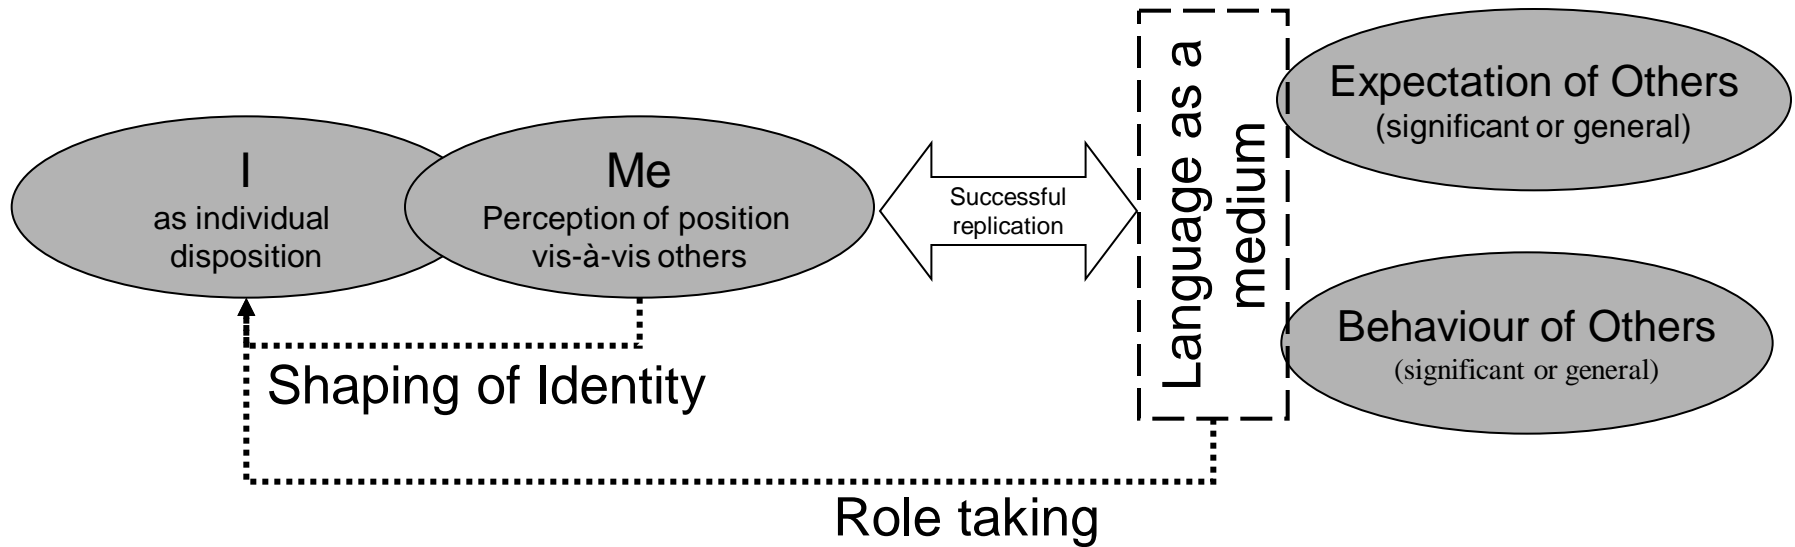 I
as individual
disposition
Me
Perception of position
vis-à-vis others
Successful
replication
Language as a
medium
Expectation of Others
(significant or general)
Behaviour of Others
(significant or general)
Shaping of Identity
Role taking